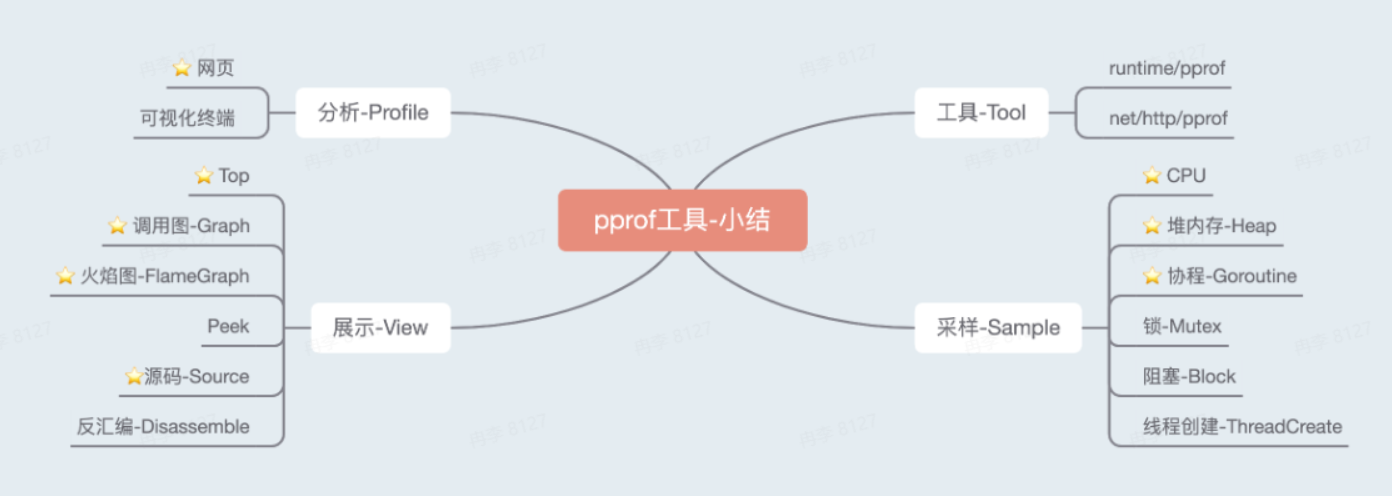 pprof工具-小结
分析-Profile
⭐ 网页
可视化终端
展示-View
⭐ Top
⭐ 调用图-Graph
⭐ 火焰图-FlameGraph
Peek
⭐源码-Source
反汇编-Disassemble
工具-Tool
runtime/pprof
net/http/pprof
采样-Sample
⭐ CPU
⭐ 堆内存-Heap
⭐ 协程-Goroutine
锁-Mutex
阻塞-Block
线程创建-ThreadCreate
冉李 8127